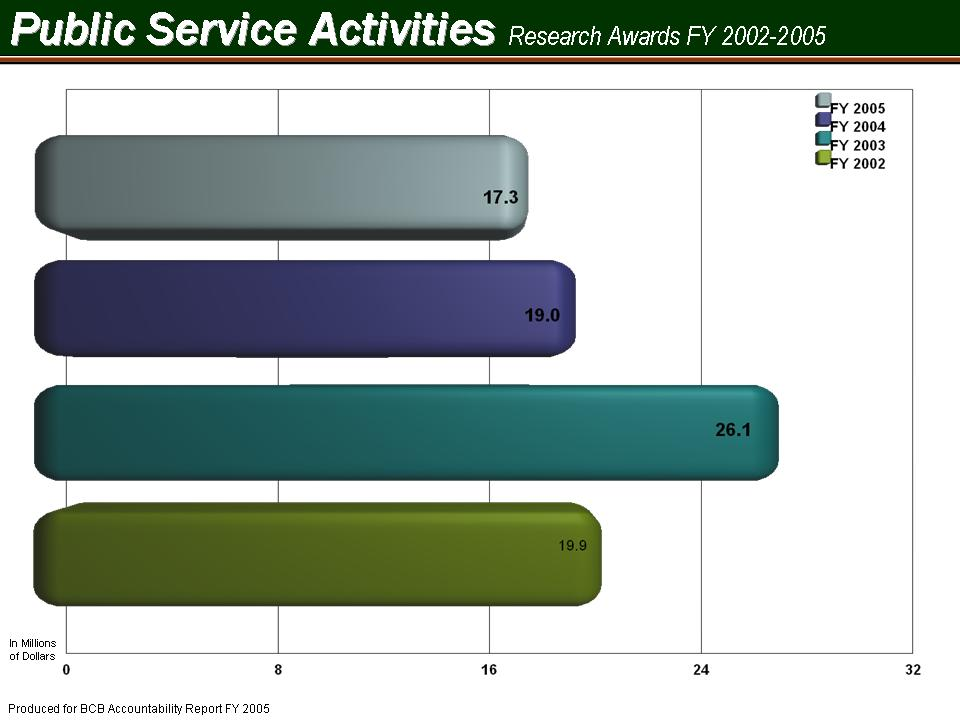 Public Service Activities Research Awards FY 2002-2005
FY 2005
FY 2004
FY 2003
FY 2002
17.3
19.0
26.1
19.9
In Millions
of Dollars
0 8 16 24 32
Produced for BCB Accountability Report FY 2005